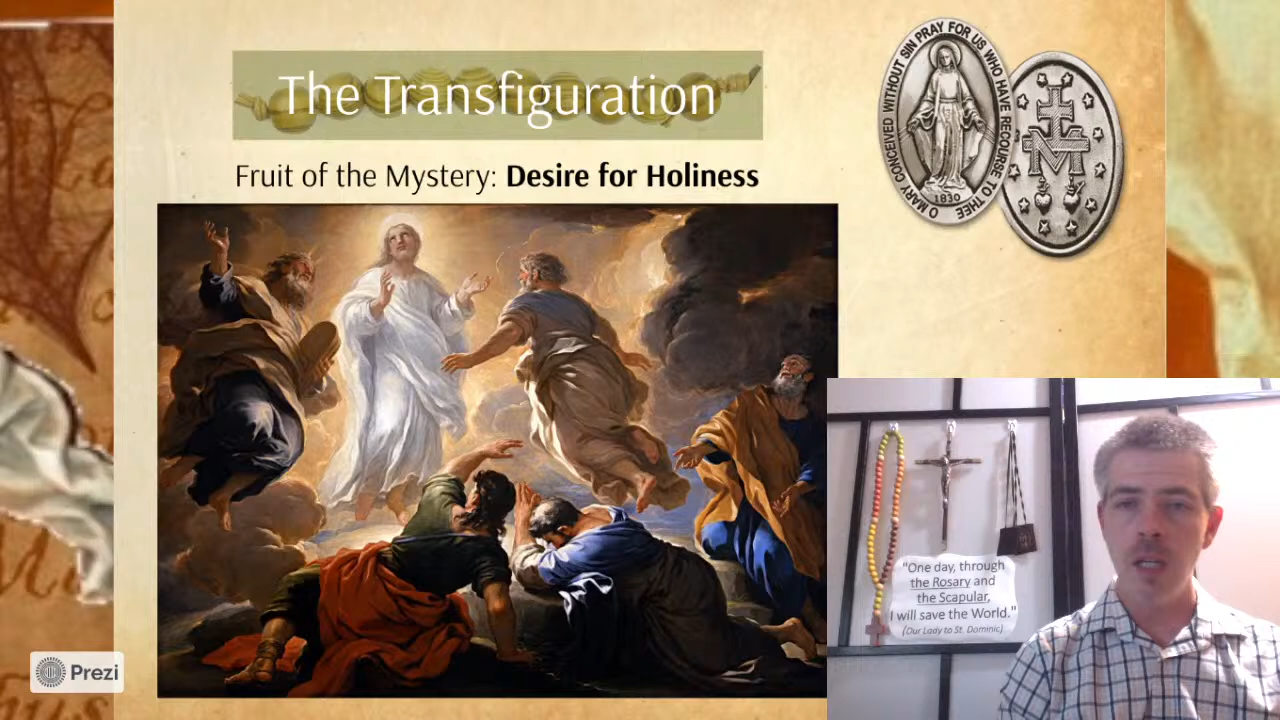 The Transfiguration
Fruit of the Mystery: Desire for Holiness
O MARY CONCEIVED WITHOUT SIN PRAY FOR US WHO HAVE RECOURSE TO THEE
1830
M
"One day, through
the Rosary and
the Scapular,
I will save the World."
(Our Lady to St. Dominic)
Prezi